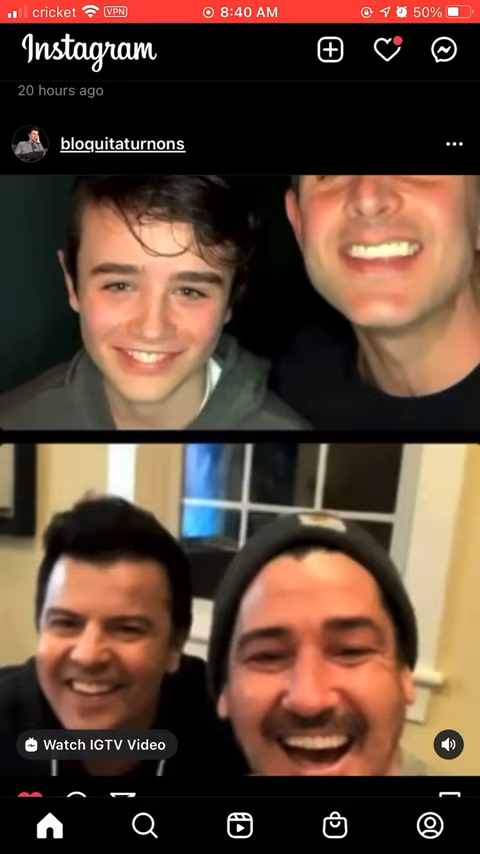 cricket VPN 8:40 AM 50%
Instagram
20 hours ago
bloquitaturnons
Watch IGTV Video